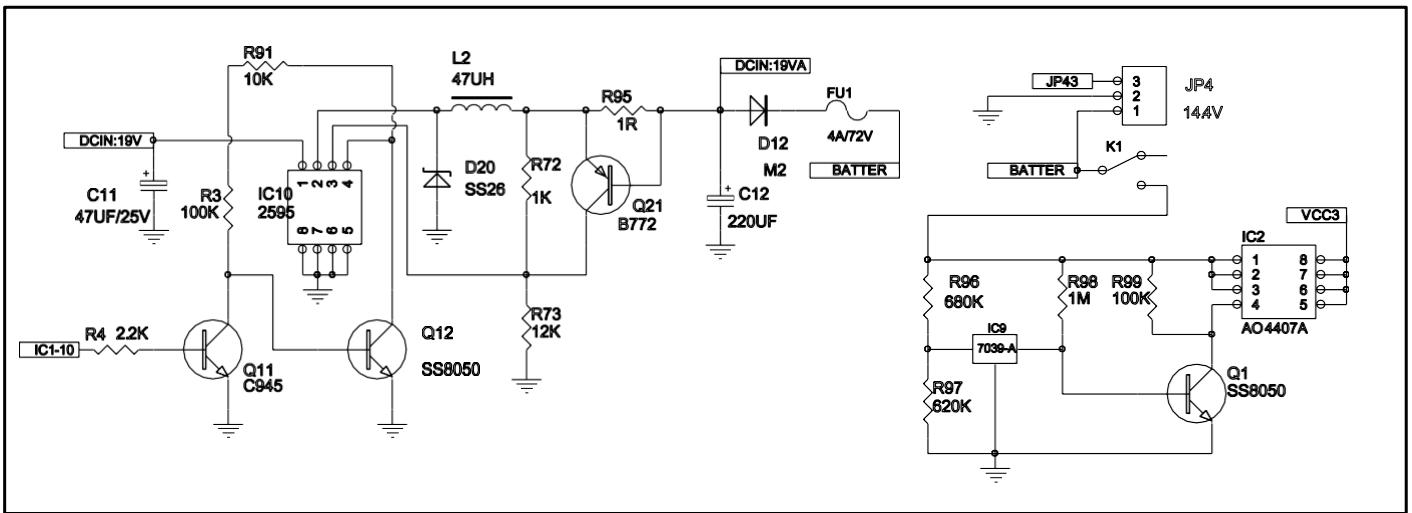 R91
10K
L2
47UH
DCIN:19VA
R95
1R
FU1
4A/72V
D12
M2
BATTER
JP43
3
2
1
JP4
14.4V
K1
BATTER
DCIN:19V
C11
47UF/25V
R3
100K
IC10
2595
1
2
3
4
8
7
6
5
D20
SS26
R72
1K
Q21
B772
+
C12
220UF
+
VCC3
IC2
1
2
3
4
8
7
6
5
AO4407A
R96
680K
R98
1M
R99
100K
IC9
7039-A
R97
620K
Q1
SS8050
R73
12K
IC1-10
R4 2.2K
Q11
C945
Q12
SS8050